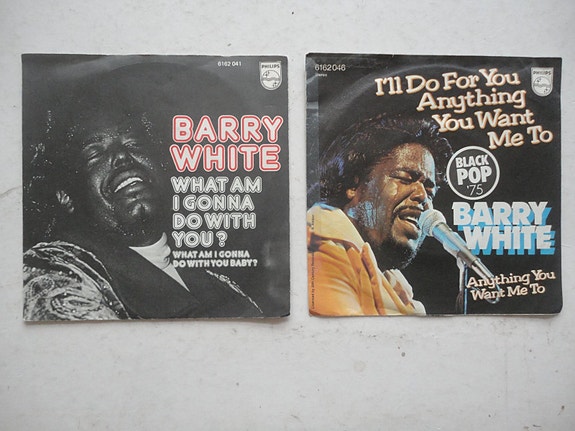 6162 041
PHILIPS
BARRY
WHITE
WHAT AM
I GONNA
DO WITH
YOU?
WHAT AM I GONNA
DO WITH YOU BABY?
6162046
Stereo
PHILIPS
I'll Do For You
Anything
You Want
Me To
BLACK
POP
'75
BARRY
WHITE
Anything You
Want Me To